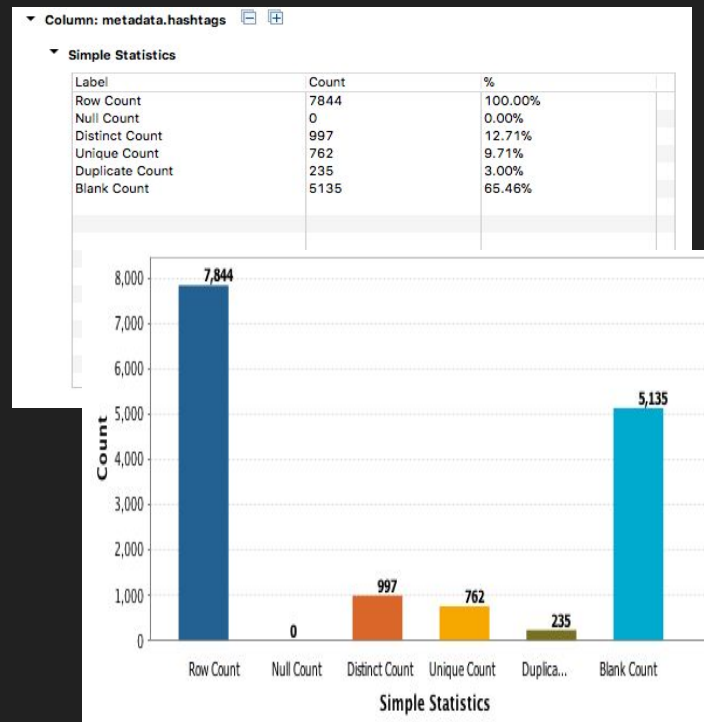 Column: metadata.hashtags
Simple Statistics
Label Count %
Row Count 7844 100.00%
Null Count 0 0.00%
Distinct Count 997 12.71%
Unique Count 762 9.71%
Duplicate Count 235 3.00%
Blank Count 5135 65.46%
8,000
7,844
7,000
6,000
5,135
5,000
Count
4,000
3,000
2,000
1,000
997
762
235
0
0
Row Count Null Count Distinct Count Unique Count Duplica... Blank Count
Simple Statistics